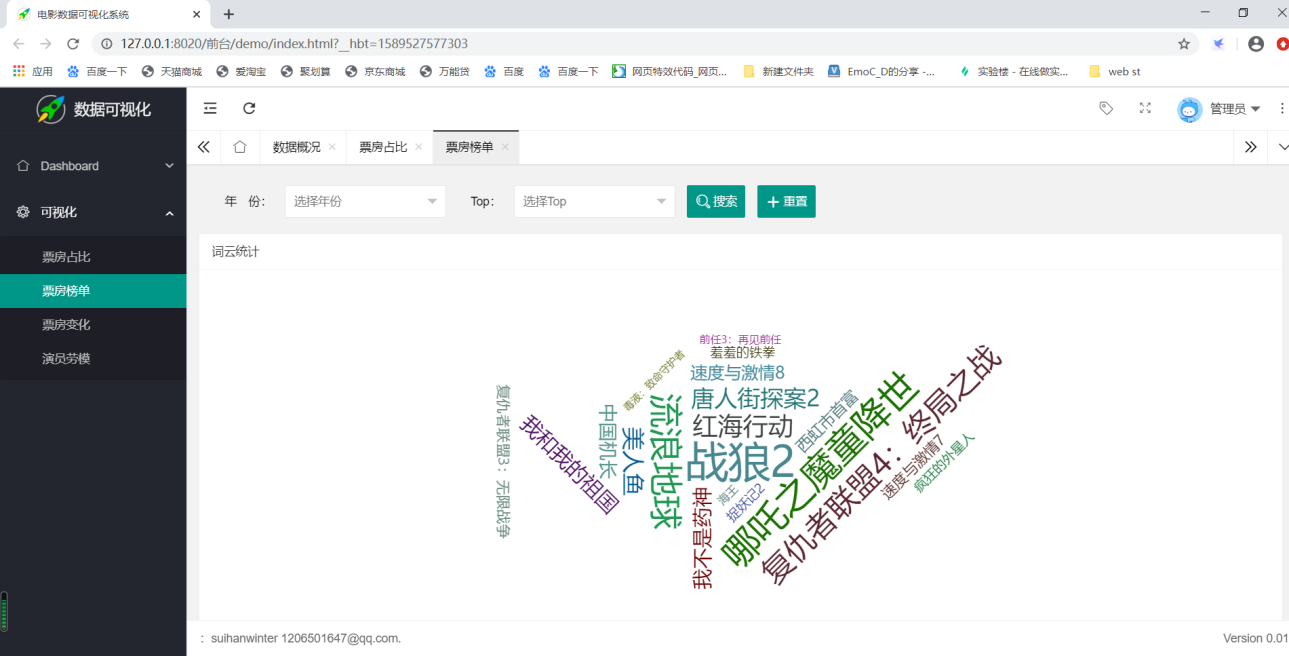 电影数据可视化系统
127.0.0.1:8020/前台/demo/index.html?__hbt=1589527577303
应用 百度一下 天猫商城 爱淘宝 聚划算 京东商城 万能贷 百度 百度一下 网页特效代码_网页... 新建文件夹 EmoC_D的分享 -... 实验楼 - 在线做实... web st
数据可视化
管理员
数据概况 票房占比 票房榜单
Dashboard
可视化
票房占比
票房榜单
票房变化
演员劳模
年 份: 选择年份 Top: 选择Top 搜索 重置
词云统计
前任3：再见前任
羞羞的铁拳
速度与激情8
唐人街探案2
红海行动
战狼2
毒液：致命守护者
流浪地球
美人鱼
中国机长
我和我的祖国
复仇者联盟3：无限战争
我不是药神
海王
捉妖记2
西虹市首富
哪吒之魔童降世
复仇者联盟4：终局之战
速度与激情7
疯狂的外星人
: suihanwinter 1206501647@qq.com.
Version 0.01